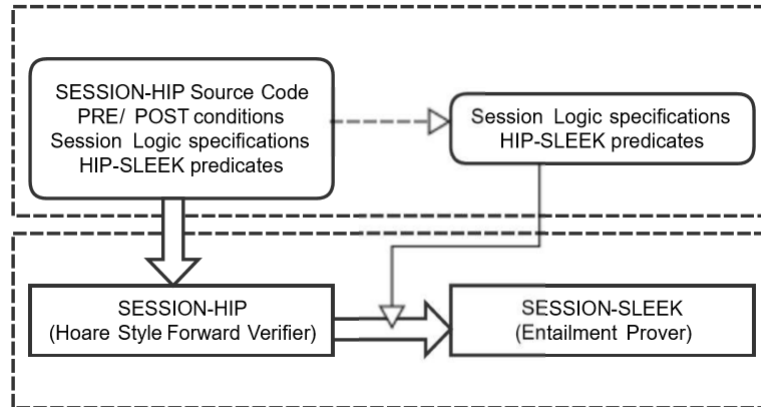 SESSION-HIP Source Code
PRE/ POST conditions
Session Logic specifications
HIP-SLEEK predicates
Session Logic specifications
HIP-SLEEK predicates
SESSION-HIP
(Hoare Style Forward Verifier)
SESSION-SLEEK
(Entailment Prover)